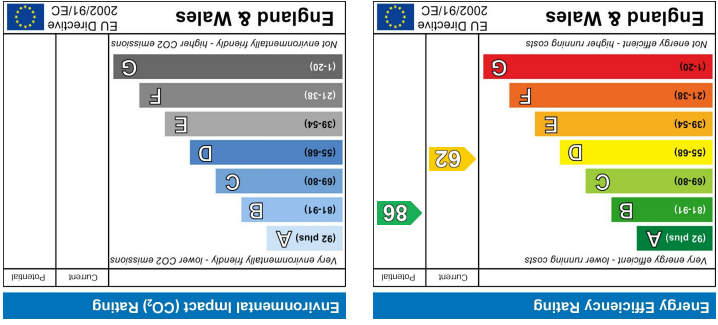 Energy Efficiency Rating
Current
Potential
Very energy efficient - lower running costs
(92 plus) A
(81-91) B
(69-80) C
(55-68) D
(39-54) E
(21-38) F
(1-20) G
62
86
Not energy efficient - higher running costs
England & Wales
EU Directive
2002/91/EC
Environmental Impact (CO₂) Rating
Current
Potential
Very environmentally friendly - lower CO2 emissions
(92 plus) A
(81-91) B
(69-80) C
(55-68) D
(39-54) E
(21-38) F
(1-20) G
Not environmentally friendly - higher CO2 emissions
England & Wales
EU Directive
2002/91/EC